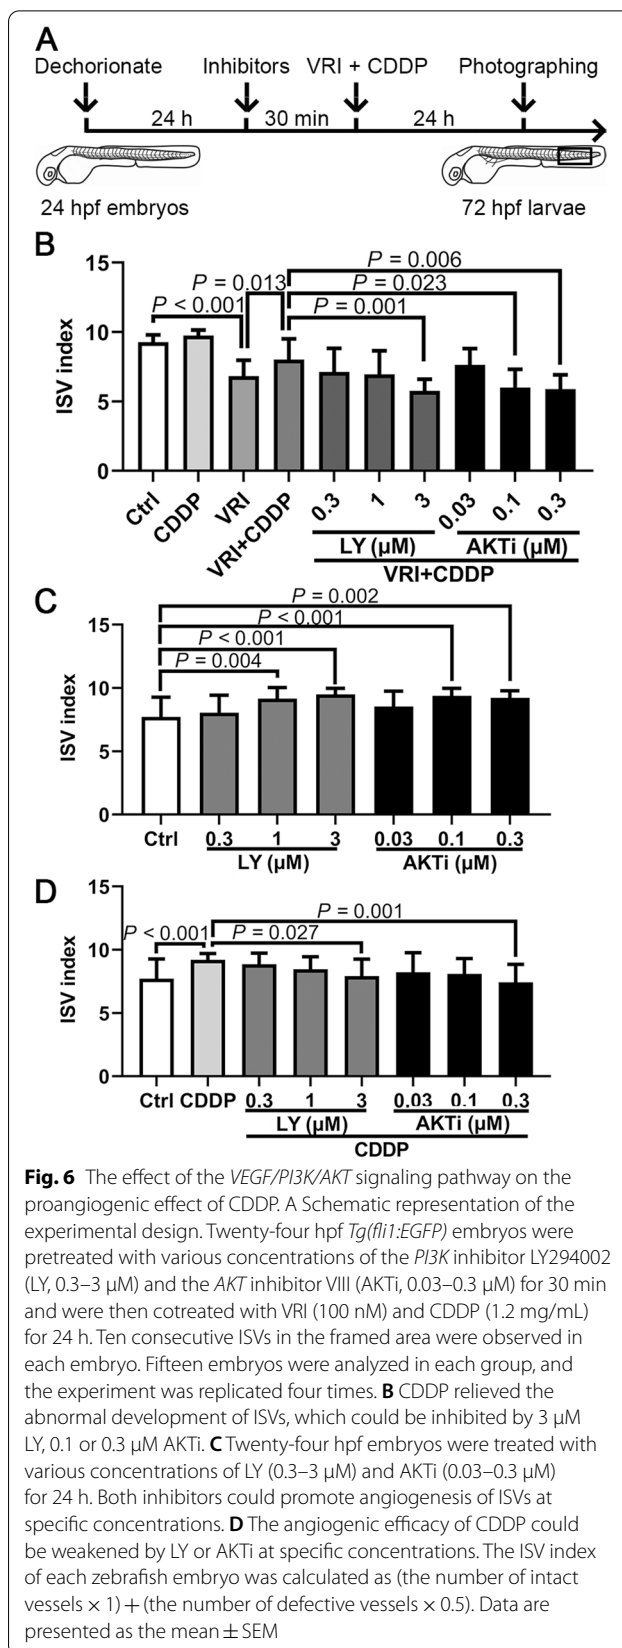 A
Dechorionate Inhibitors VRI + CDDP Photographing
24 h 30 min 24 h
24 hpf embryos 72 hpf larvae
B
15
10
5
0
ISV index
P = 0.006
P = 0.013 P = 0.023
P < 0.001 P = 0.001
Ctrl CDDP VRI VRI+CDDP 0.3 1 3 0.03 0.1 0.3
LY (μM) AKTi (μM)
VRI+CDDP
C
15
10
5
0
ISV index
P = 0.002
P < 0.001
P < 0.001
P = 0.004
Ctrl 0.3 1 3 0.03 0.1 0.3
LY (μM) AKTi (μM)
D
15
10
5
0
ISV index
P = 0.001
P < 0.001 P = 0.027
Ctrl CDDP 0.3 1 3 0.03 0.1 0.3
LY (μM) AKTi (μM)
CDDP
Fig. 6 The effect of the VEGF/PI3K/AKT signaling pathway on the
proangiogenic effect of CDDP. A Schematic representation of the
experimental design. Twenty-four hpf Tg(fli1:EGFP) embryos were
pretreated with various concentrations of the PI3K inhibitor LY294002
(LY, 0.3–3 μM) and the AKT inhibitor VIII (AKTi, 0.03–0.3 μM) for 30 min
and were then cotreated with VRI (100 nM) and CDDP (1.2 mg/mL)
for 24 h. Ten consecutive ISVs in the framed area were observed in
each embryo. Fifteen embryos were analyzed in each group, and
the experiment was replicated four times. B CDDP relieved the
abnormal development of ISVs, which could be inhibited by 3 μM
LY, 0.1 or 0.3 μM AKTi. C Twenty-four hpf embryos were treated with
various concentrations of LY (0.3–3 μM) and AKTi (0.03–0.3 μM)
for 24 h. Both inhibitors could promote angiogenesis of ISVs at
specific concentrations. D The angiogenic efficacy of CDDP could
be weakened by LY or AKTi at specific concentrations. The ISV index
of each zebrafish embryo was calculated as (the number of intact
vessels × 1) + (the number of defective vessels × 0.5). Data are
presented as the mean ± SEM